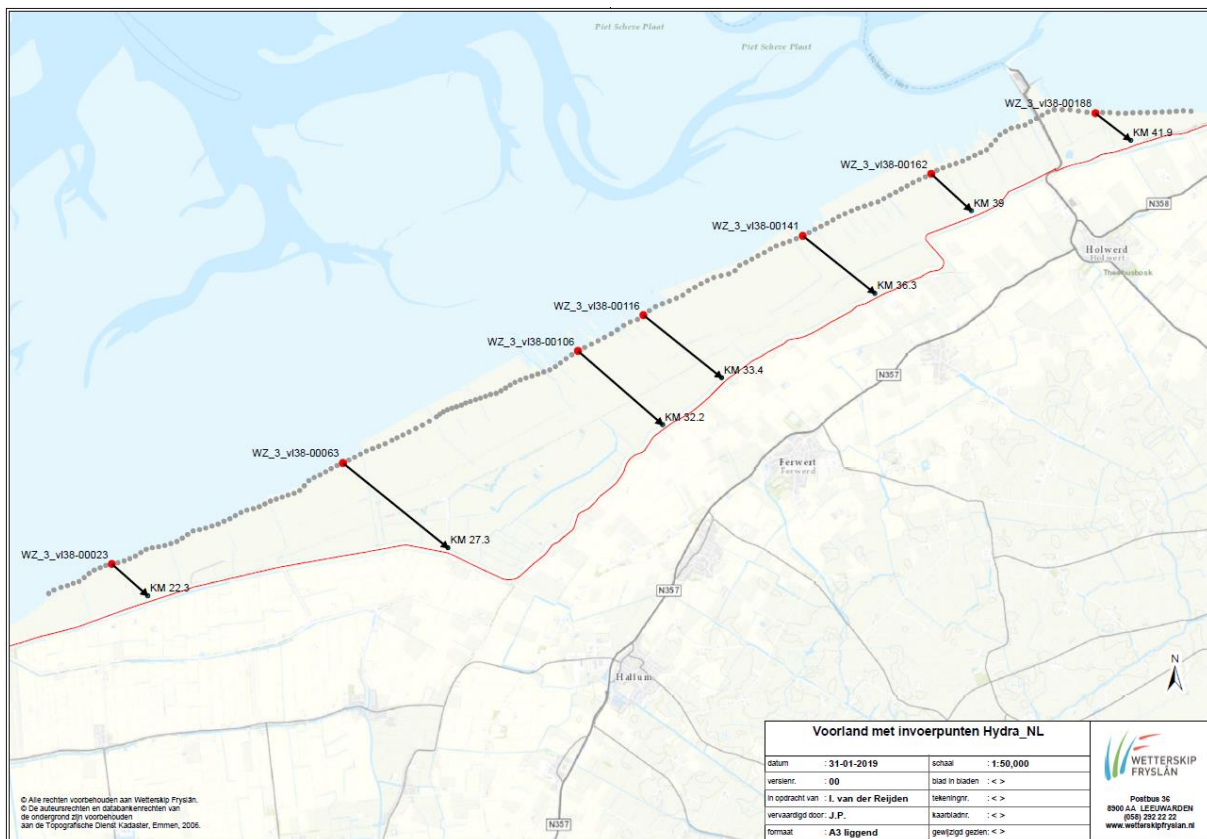 Piet Scheve Plaat
Piet Scheve Plaat
WZ_3_vl38-00188
KM 41.9
WZ_3_vl38-00162
KM 39
N358
WZ_3_vl38-00141
Holwerd
Holwert
KM 36.3
WZ_3_vl38-00116
WZ_3_vl38-00106
KM 33.4
N357
KM 32.2
WZ_3_vl38-00063
Ferwert
Ferwerd
KM 27.3
WZ_3_vl38-00023
KM 22.3
N357
N
Hallum
N357
Voorland met invoerpunten Hydra_NL
datum : 31-01-2019 schaal : 1:50,000
versienr. : 00 blad in bladen : < >
in opdracht van : I. van der Reijden tekeningnr. : < >
vervaardigd door : J.P. kaartbladnr. : < >
formaat : A3 liggend gewijzigd gezien: < >
WETTERSKIP
FRYSLÂN
Postbus 36
8900 AA LEEUWARDEN
(058) 292 22 22
www.wetterskipfryslan.nl
© Alle rechten voorbehouden aan Wetterskip Fryslân.
© De auteursrechten en databankenrechten van
de ondergrond zijn voorbehouden
aan de Topografische Dienst Kadaster, Emmen, 2006.